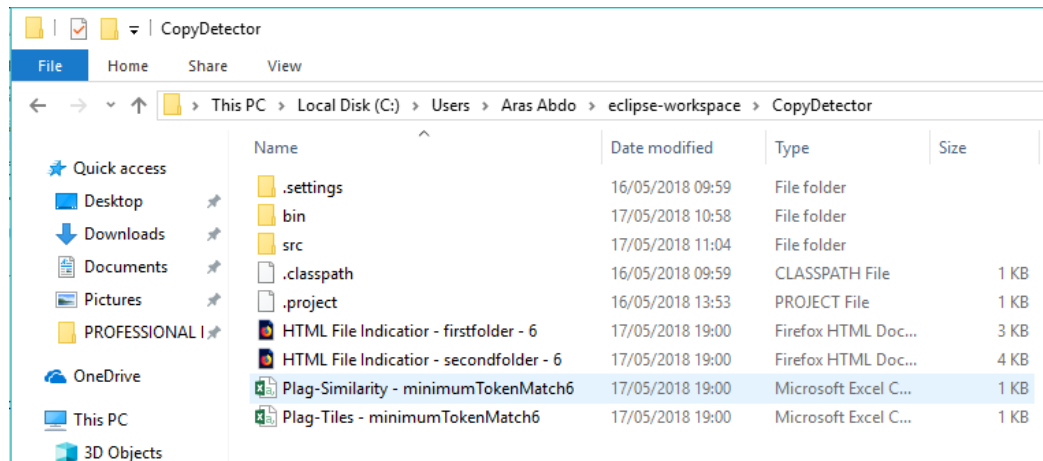 CopyDetector
File Home Share View
This PC > Local Disk (C:) > Users > Aras Abdo > eclipse-workspace > CopyDetector
Name Date modified Type Size
Quick access
Desktop
Downloads
Documents
Pictures
PROFESSIONAL
OneDrive
This PC
3D Objects
.settings 16/05/2018 09:59 File folder
bin 17/05/2018 10:58 File folder
src 17/05/2018 11:04 File folder
.classpath 16/05/2018 09:59 CLASSPATH File 1 KB
.project 16/05/2018 13:53 PROJECT File 1 KB
HTML File Indicatior - firstfolder - 6 17/05/2018 19:00 Firefox HTML Doc... 3 KB
HTML File Indicatior - secondfolder - 6 17/05/2018 19:00 Firefox HTML Doc... 4 KB
Plag-Similarity - minimumTokenMatch6 17/05/2018 19:00 Microsoft Excel C... 1 KB
Plag-Tiles - minimumTokenMatch6 17/05/2018 19:00 Microsoft Excel C... 1 KB